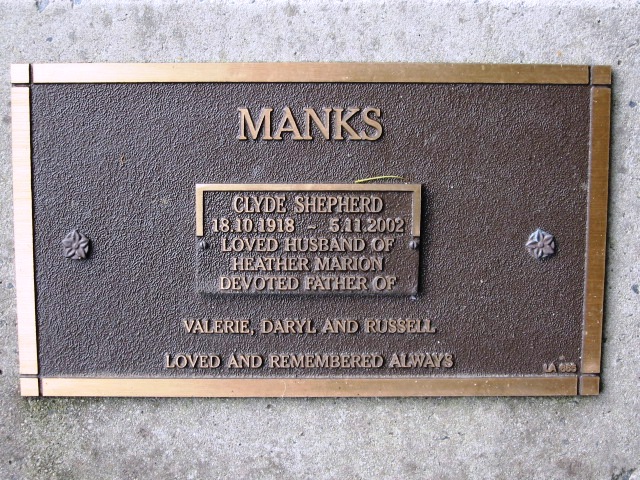 MANKS
CLYDE SHEPHERD
18.10.1918 - 5.11.2002
LOVED HUSBAND OF
HEATHER MARION
DEVOTED FATHER OF
VALERIE, DARYL AND RUSSELL
LOVED AND REMEMBERED ALWAYS
LA